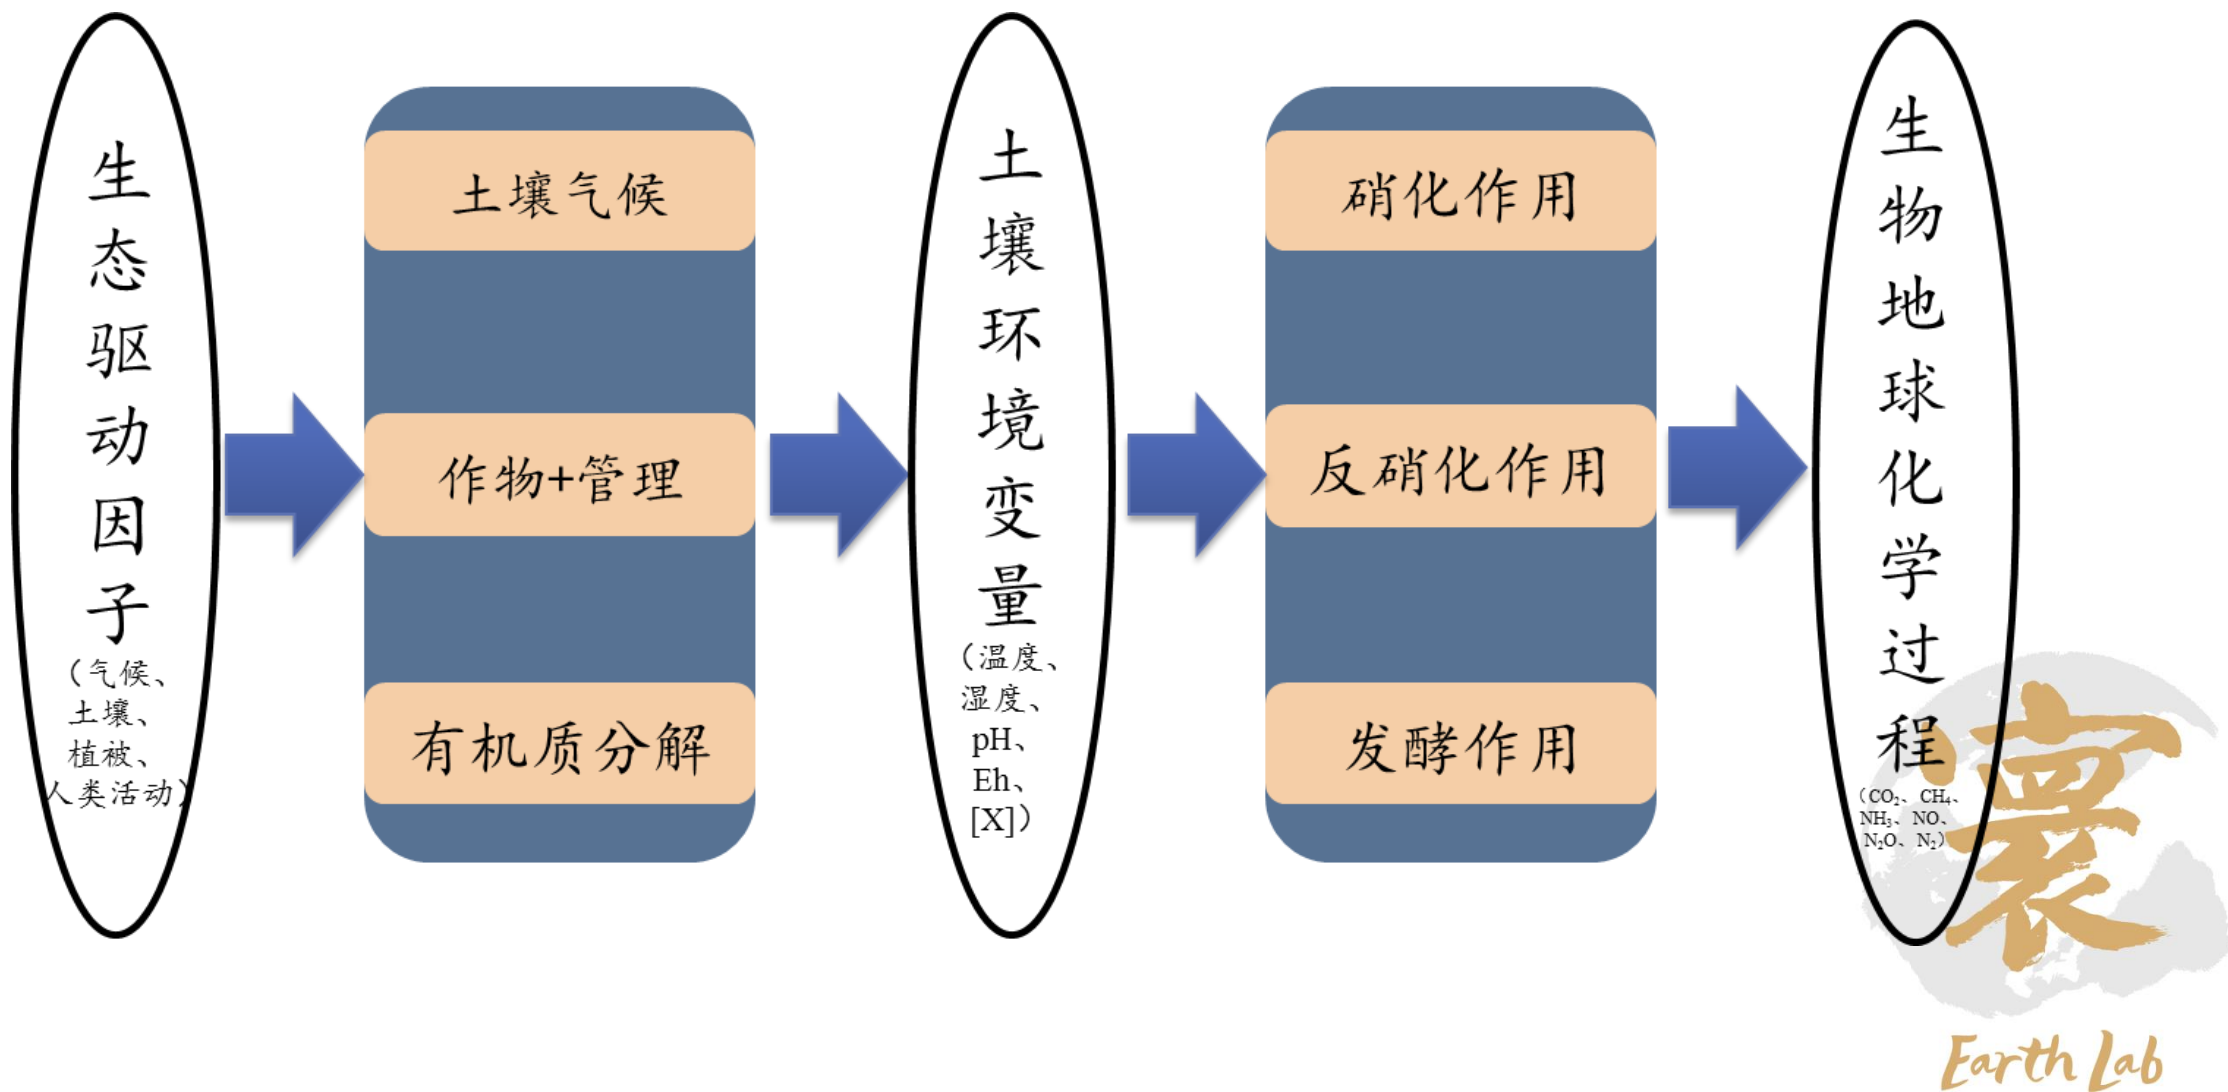 生态驱动因子
（气候、
土壤、
植被、
人类活动）
土壤气候
作物+管理
有机质分解
土壤环境变量
（温度、
湿度、
pH、
Eh、
[X]）
硝化作用
反硝化作用
发酵作用
生物地球化学过程
（CO₂、CH₄、
NH₃、NO、
N₂O、N₂）
寰
Earth Lab